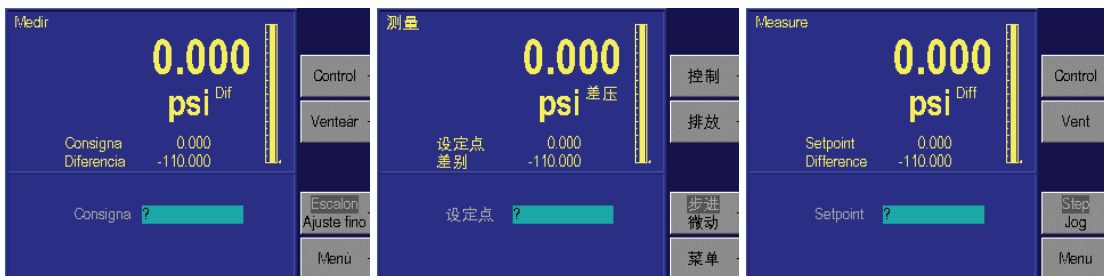 Medir
0.000
psi Dif
Consigna 0.000
Diferencia -110.000
Consigna ?
Control
Ventear
Escalon
Ajuste fino
Menú
测量
0.000
psi 差压
设定点 0.000
差别 -110.000
设定点 ?
控制
排放
步进
微动
菜单
Measure
0.000
psi Diff
Setpoint 0.000
Difference -110.000
Setpoint ?
Control
Vent
Step
Jog
Menu